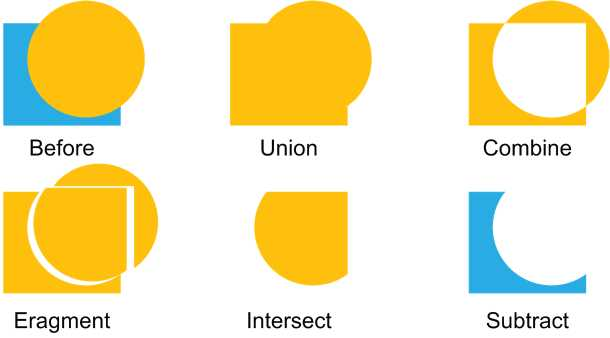 Before
Union
Combine
Eragment
Intersect
Subtract